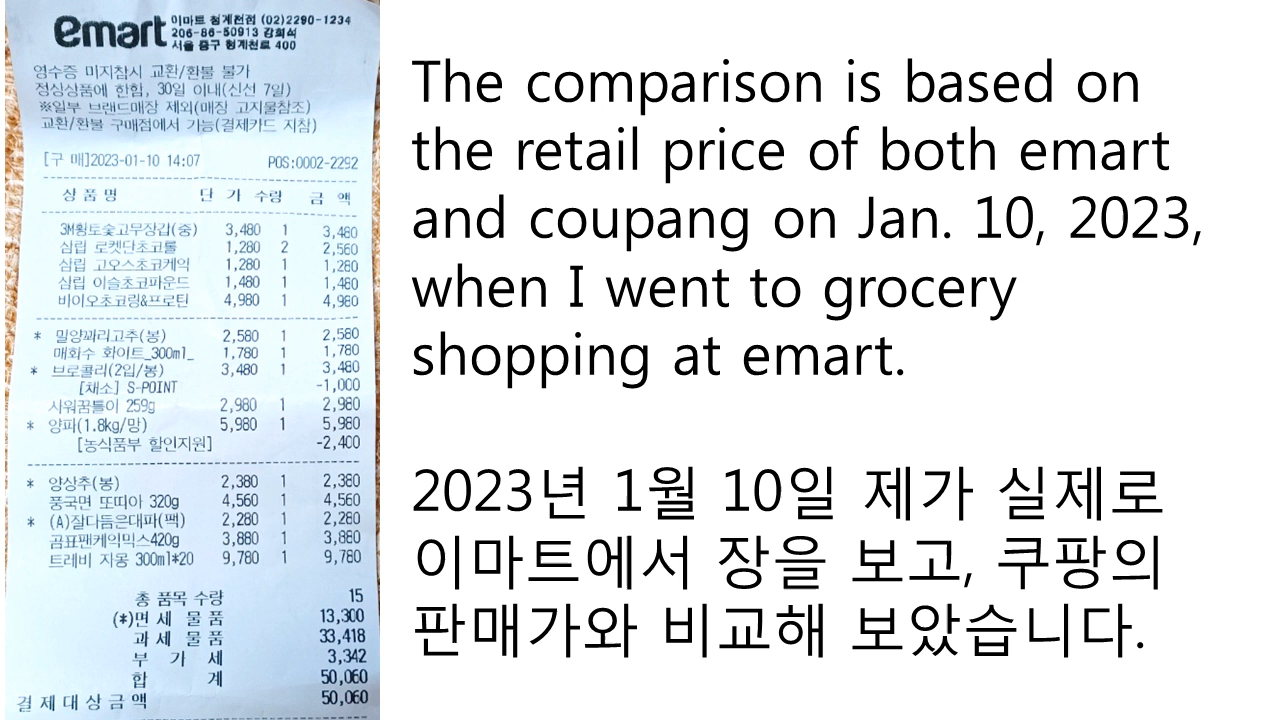 emart 이마트 청계천점 (02)2290-1234
206-86-50913 강희석
서울 중구 청계천로 400
영수증 미지참시 교환/환불 불가
정상상품에 한함, 30일 이내(신선 7일)
※일부 브랜드매장 제외(매장 고지물참조)
교환/환불 구매점에서 가능(결제카드 지참)
[구 매]2023-01-10 14:07 POS:0002-2292
상 품 명 단 가 수량 금 액
3M황토숯고무장갑(중) 3,480 1 3,480
삼립 로켓단초코롤 1,280 2 2,560
삼립 고오스초코케익 1,280 1 1,280
삼립 이슬초코파운드 1,480 1 1,480
바이오초코링&프로틴 4,980 1 4,980
* 밀양꽈리고추(봉) 2,580 1 2,580
매화수 화이트_300ml_ 1,780 1 1,780
* 브로콜리(2입/봉) 3,480 1 3,480
[채소] S-POINT -1,000
사워꿈틀이 259g 2,980 1 2,980
* 양파(1.8kg/망) 5,980 1 5,980
[농식품부 할인지원] -2,400
* 양상추(봉) 2,380 1 2,380
풍국면 또띠아 320g 4,560 1 4,560
* (A)잘다듬은대파(팩) 2,280 1 2,280
곰표팬케익믹스420g 3,880 1 3,880
트레비 자몽 300ml*20 9,780 1 9,780
총 품목 수량 15
(*)면 세 물 품 13,300
과 세 물 품 33,418
부 가 세 3,342
합 계 50,060
결 제 대 상 금 액 50,060
The comparison is based on
the retail price of both emart
and coupang on Jan. 10, 2023,
when I went to grocery
shopping at emart.
2023년 1월 10일 제가 실제로
이마트에서 장을 보고, 쿠팡의
판매가와 비교해 보았습니다.